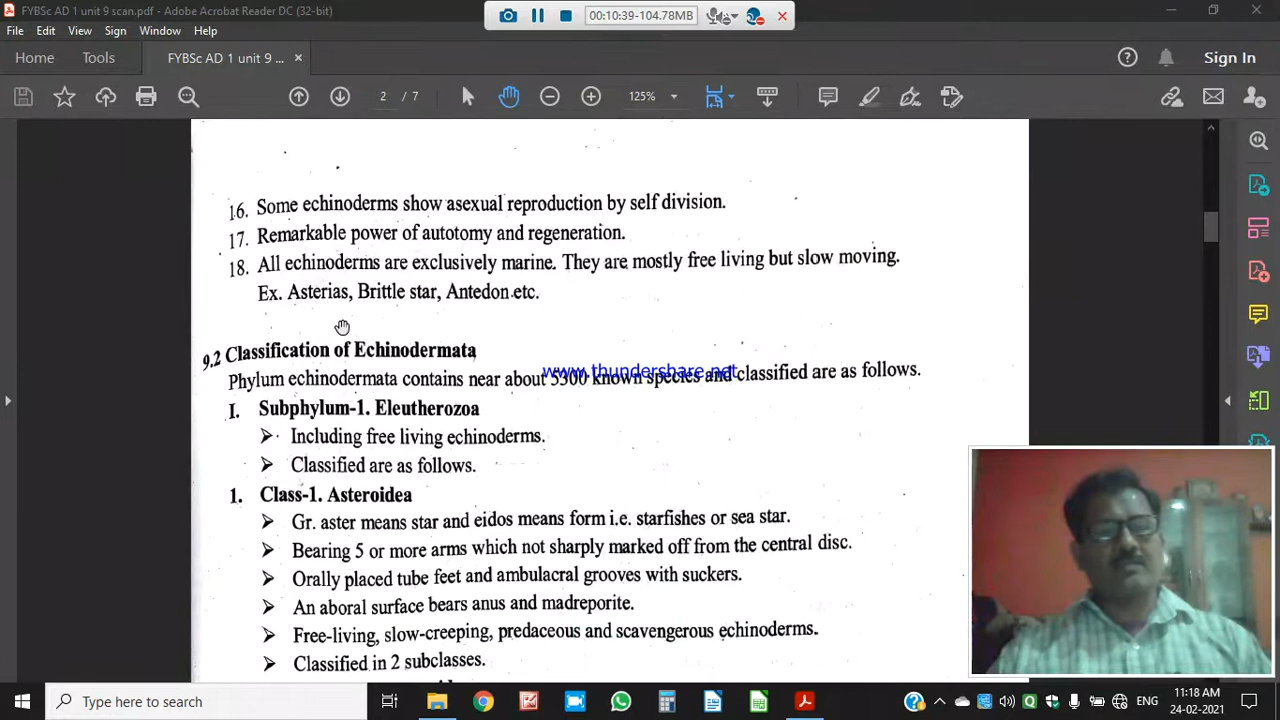 FYBSc AD 1 unit 9 scan.pdf - Adobe Acrobat Reader DC (32-bit)
00:10:39-104.78MB
File Edit View Sign Window Help
Home Tools FYBSc AD 1 unit 9 ... × Sign In
2 / 7 125%
16. Some echinoderms show asexual reproduction by self division.
17. Remarkable power of autotomy and regeneration.
18. All echinoderms are exclusively marine. They are mostly free living but slow moving.
Ex. Asterias, Brittle star, Antedon etc.
9.2 Classification of Echinodermata
www.thundershare.net
Phylum echinodermata contains near about 5300 known species and classified are as follows.
I. Subphylum-1. Eleutherozoa
➢ Including free living echinoderms.
➢ Classified are as follows.
1. Class-1. Asteroidea
➢ Gr. aster means star and eidos means form i.e. starfishes or sea star.
➢ Bearing 5 or more arms which not sharply marked off from the central disc.
➢ Orally placed tube feet and ambulacral grooves with suckers.
➢ An aboral surface bears anus and madreporite.
➢ Free-living, slow-creeping, predaceous and scavengerous echinoderms.
➢ Classified in 2 subclasses.
Type here to search
ENG
11:18 AM
24-02-2021